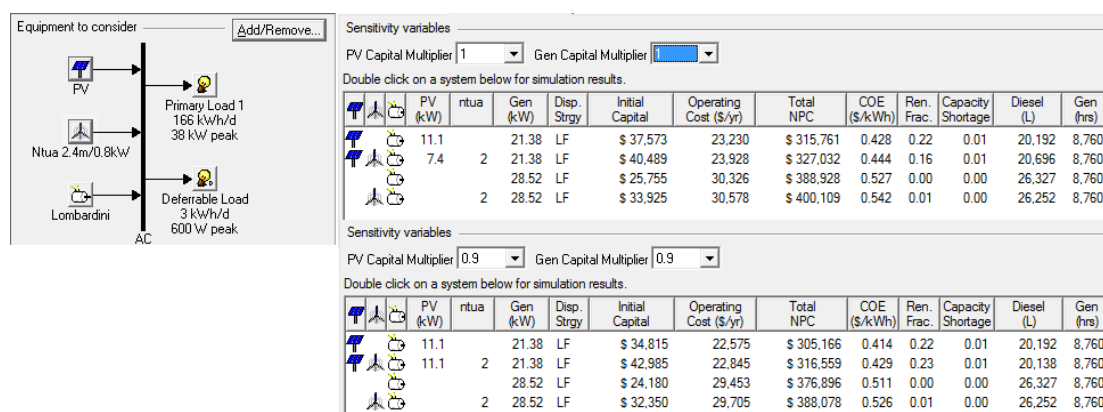 Equipment to consider
Add/Remove...
PV
Primary Load 1
166 kWh/d
38 kW peak
Ntua 2.4m/0.8kW
Lombardini
Deferrable Load
3 kWh/d
600 W peak
AC
Sensitivity variables
PV Capital Multiplier 1 Gen Capital Multiplier 1
Double click on a system below for simulation results.
PV (kW) ntua Gen (kW) Disp. Strgy Initial Capital Operating Cost ($/yr) Total NPC COE ($/kWh) Ren. Frac. Capacity Shortage Diesel (L) Gen (hrs)
11.1 21.38 LF $ 37,573 23,230 $ 315,761 0.428 0.22 0.01 20,192 8,760
7.4 2 21.38 LF $ 40,489 23,928 $ 327,032 0.444 0.16 0.01 20,696 8,760
28.52 LF $ 25,755 30,326 $ 388,928 0.527 0.00 0.00 26,327 8,760
2 28.52 LF $ 33,925 30,578 $ 400,109 0.542 0.01 0.00 26,252 8,760
Sensitivity variables
PV Capital Multiplier 0.9 Gen Capital Multiplier 0.9
Double click on a system below for simulation results.
PV (kW) ntua Gen (kW) Disp. Strgy Initial Capital Operating Cost ($/yr) Total NPC COE ($/kWh) Ren. Frac. Capacity Shortage Diesel (L) Gen (hrs)
11.1 21.38 LF $ 34,815 22,575 $ 305,166 0.414 0.22 0.01 20,192 8,760
11.1 2 21.38 LF $ 42,985 22,845 $ 316,559 0.429 0.23 0.01 20,138 8,760
28.52 LF $ 24,180 29,453 $ 376,896 0.511 0.00 0.00 26,327 8,760
2 28.52 LF $ 32,350 29,705 $ 388,078 0.526 0.01 0.00 26,252 8,760